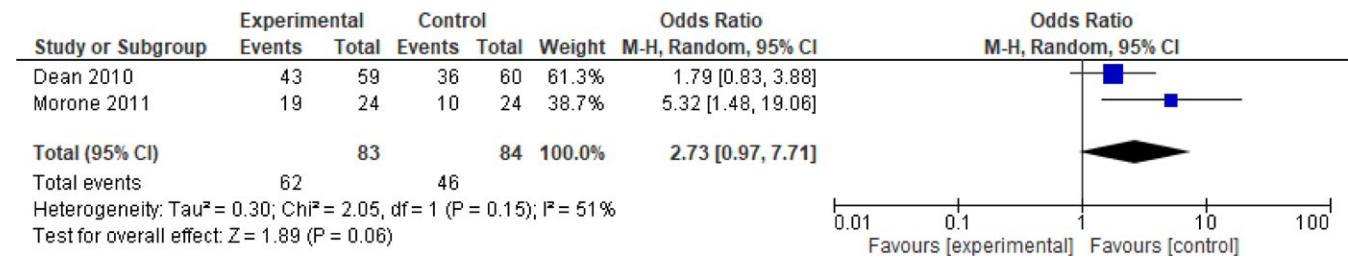 Experimental Control Odds Ratio Odds Ratio
Study or Subgroup Events Total Events Total Weight M-H, Random, 95% CI M-H, Random, 95% CI
Dean 2010 43 59 36 60 61.3% 1.79 [0.83, 3.88]
Morone 2011 19 24 10 24 38.7% 5.32 [1.48, 19.06]
Total (95% CI) 83 84 100.0% 2.73 [0.97, 7.71]
Total events 62 46
Heterogeneity: Tau² = 0.30; Chi² = 2.05, df = 1 (P = 0.15); I² = 51%
Test for overall effect: Z = 1.89 (P = 0.06)
0.01 0.1 1 10 100
Favours [experimental] Favours [control]